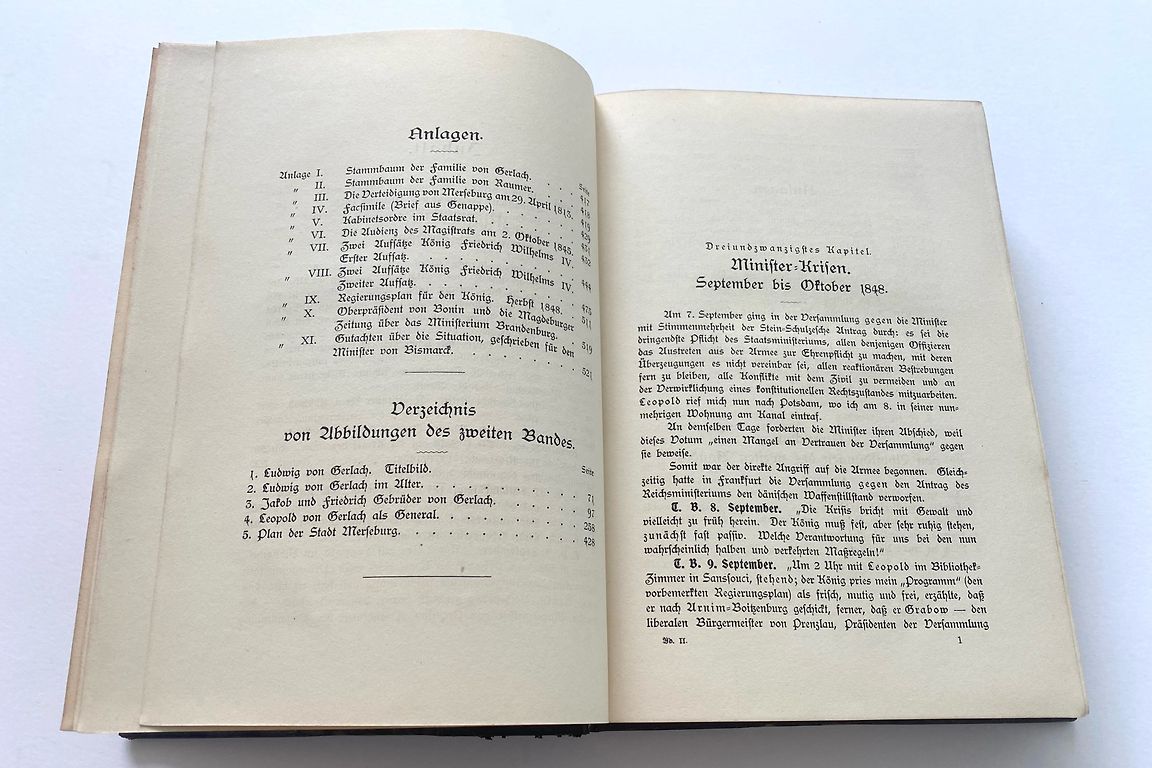 Anlagen.
Seite
Anlage I. Stammbaum der Familie von Gerlach. . . . 417
„ II. Stammbaum der Familie von Raumer. . . . 418
„ III. Die Verteidigung von Merseburg am 29. April 1813. 419
„ IV. Facsimile (Brief aus Genappe). . . . . . 429
„ V. Kabinetsordre im Staatsrat. . . . . . . 431
„ VI. Die Audienz des Magistrats am 2. Oktober 1845. 432
„ VII. Zwei Aufsätze König Friedrich Wilhelms IV.
Erster Aufsatz. . . . . . . . . 444
„ VIII. Zwei Aufsätze König Friedrich Wilhelms IV.
Zweiter Aufsatz. . . . . . . . . 475
„ IX. Regierungsplan für den König. Herbst 1848. . 511
„ X. Oberpräsident von Bonin und die Magdeburger
Zeitung über das Ministerium Brandenburg. . . 519
„ XI. Gutachten über die Situation, geschrieben für den
Minister von Bismarck. . . . . . . . 521
Verzeichnis
von Abbildungen des zweiten Bandes.
Seite
1. Ludwig von Gerlach. Titelbild.
2. Ludwig von Gerlach im Alter. . . . . . . 71
3. Jakob und Friedrich Gebrüder von Gerlach. . . . 97
4. Leopold von Gerlach als General. . . . . . 258
5. Plan der Stadt Merseburg. . . . . . . . 428
Dreiundzwanzigstes Kapitel.
Minister-Krisen.
September bis Oktober 1848.
Am 7. September ging in der Versammlung gegen die Minister
mit Stimmenmehrheit der Stein-Schulzesche Antrag durch: es sei die
dringendste Pflicht des Staatsministeriums, allen denjenigen Offizieren
das Austreten aus der Armee zur Ehrenpflicht zu machen, mit deren
Überzeugungen es nicht vereinbar sei, allen reaktionären Bestrebungen
fern zu bleiben, alle Konflikte mit dem Zivil zu vermeiden und an
der Verwirklichung eines konstitutionellen Rechtszustandes mitzuarbeiten.
Leopold rief mich nun nach Potsdam, wo ich am 8. in seiner nun-
mehrigen Wohnung am Kanal eintraf.
An demselben Tage forderten die Minister ihren Abschied, weil
dieses Votum „einen Mangel an Vertrauen der Versammlung“ gegen
sie beweise.
Somit war der direkte Angriff auf die Armee begonnen. Gleich-
zeitig hatte in Frankfurt die Versammlung gegen den Antrag des
Reichsministeriums den dänischen Waffenstillstand verworfen.
T. B. 8. September. „Die Krisis bricht mit Gewalt und
vielleicht zu früh herein. Der König muß fest, aber sehr ruhig stehen,
zunächst fast passiv. Welche Verantwortung für uns bei den nun
wahrscheinlich halben und verkehrten Maßregeln!“
T. B. 9. September. „Um 2 Uhr mit Leopold im Bibliothek-
Zimmer in Sanssouci, stehend; der König pries mein „Programm“ (den
vorbemerkten Regierungsplan) als frisch, mutig und frei, erzählte, daß
er nach Arnim-Boitzenburg geschickt, ferner, daß er Grabow — den
liberalen Bürgermeister von Prenzlau, Präsidenten der Versammlung
Bd. II. 1